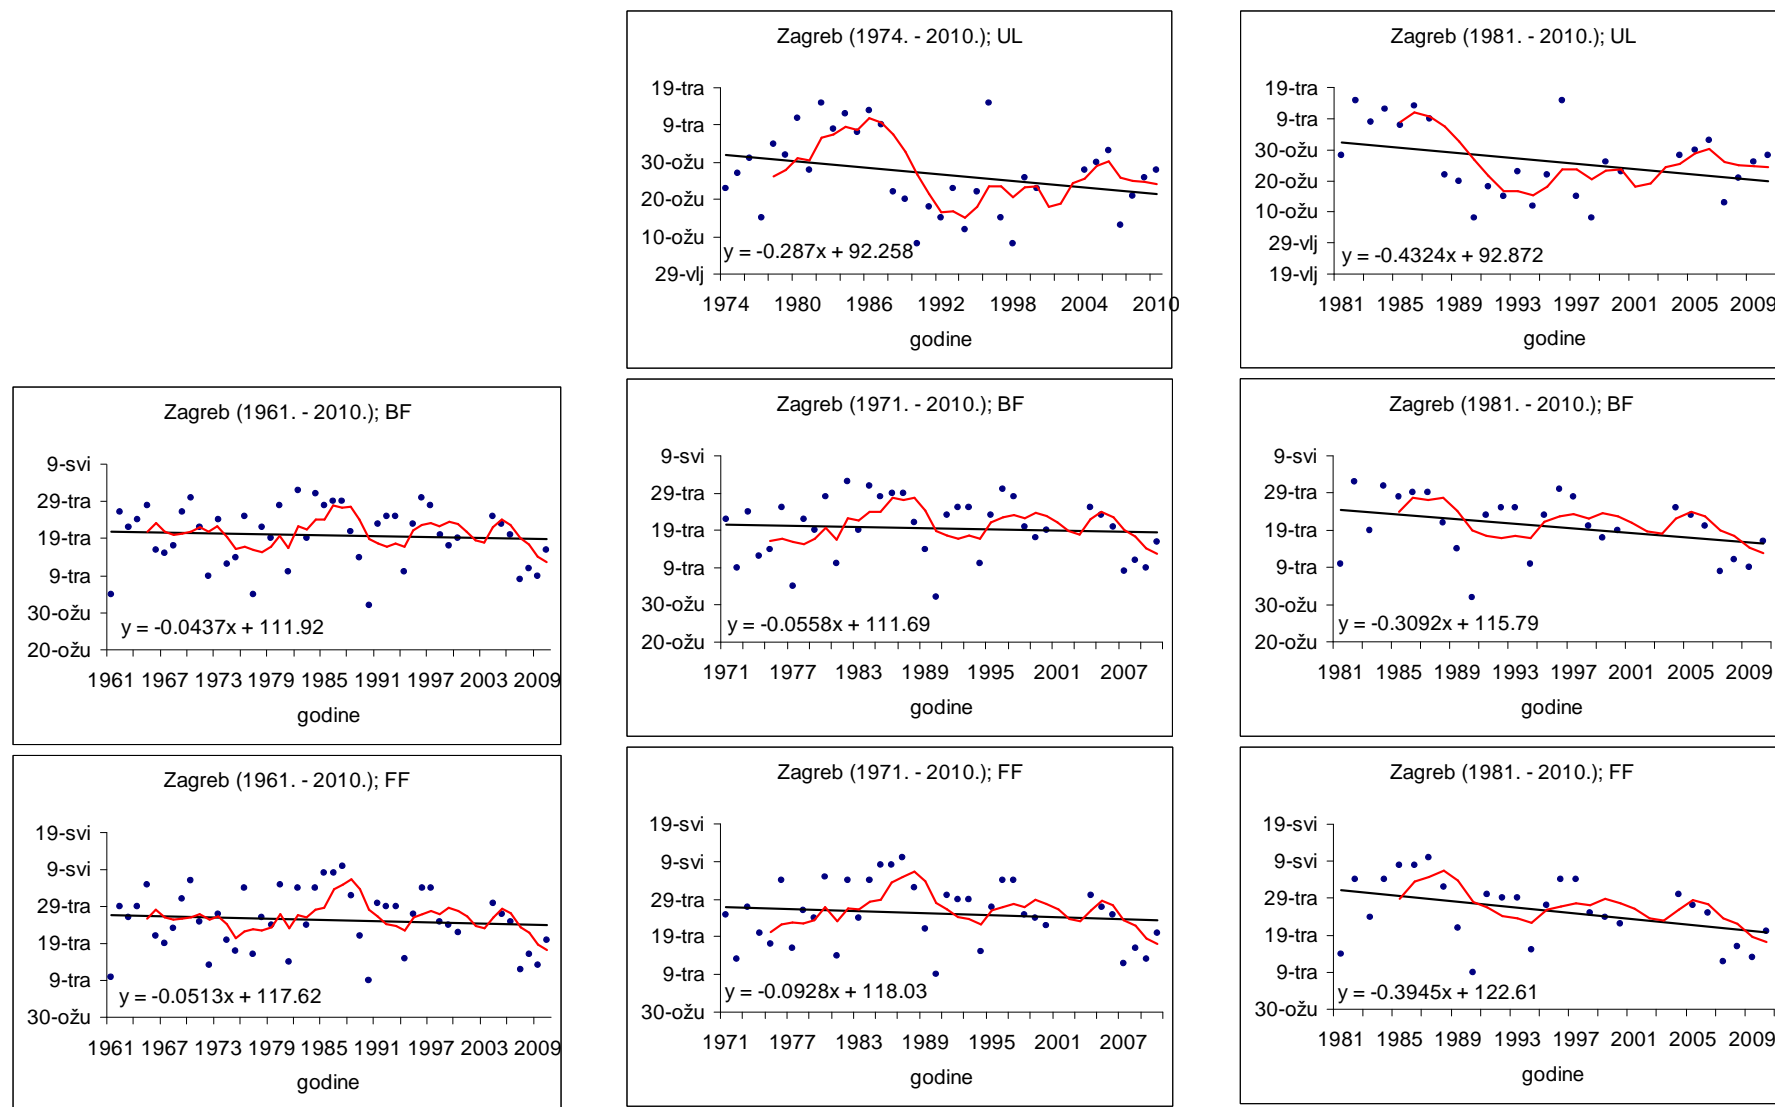 Zagreb (1974. - 2010.); UL
19-tra
9-tra
30-ožu
20-ožu
10-ožu
29-vlj
y = -0.287x + 92.258
1974 1980 1986 1992 1998 2004 2010
godine
Zagreb (1981. - 2010.); UL
19-tra
9-tra
30-ožu
20-ožu
10-ožu
29-vlj
19-vlj
y = -0.4324x + 92.872
1981 1985 1989 1993 1997 2001 2005 2009
godine
Zagreb (1961. - 2010.); BF
9-svi
29-tra
19-tra
9-tra
30-ožu
20-ožu
y = -0.0437x + 111.92
1961 1967 1973 1979 1985 1991 1997 2003 2009
godine
Zagreb (1971. - 2010.); BF
9-svi
29-tra
19-tra
9-tra
30-ožu
20-ožu
y = -0.0558x + 111.69
1971 1977 1983 1989 1995 2001 2007
godine
Zagreb (1981. - 2010.); BF
9-svi
29-tra
19-tra
9-tra
30-ožu
20-ožu
y = -0.3092x + 115.79
1981 1985 1989 1993 1997 2001 2005 2009
godine
Zagreb (1961. - 2010.); FF
19-svi
9-svi
29-tra
19-tra
9-tra
30-ožu
y = -0.0513x + 117.62
1961 1967 1973 1979 1985 1991 1997 2003 2009
godine
Zagreb (1971. - 2010.); FF
19-svi
9-svi
29-tra
19-tra
9-tra
30-ožu
y = -0.0928x + 118.03
1971 1977 1983 1989 1995 2001 2007
godine
Zagreb (1981. - 2010.); FF
19-svi
9-svi
29-tra
19-tra
9-tra
30-ožu
y = -0.3945x + 122.61
1981 1985 1989 1993 1997 2001 2005 2009
godine